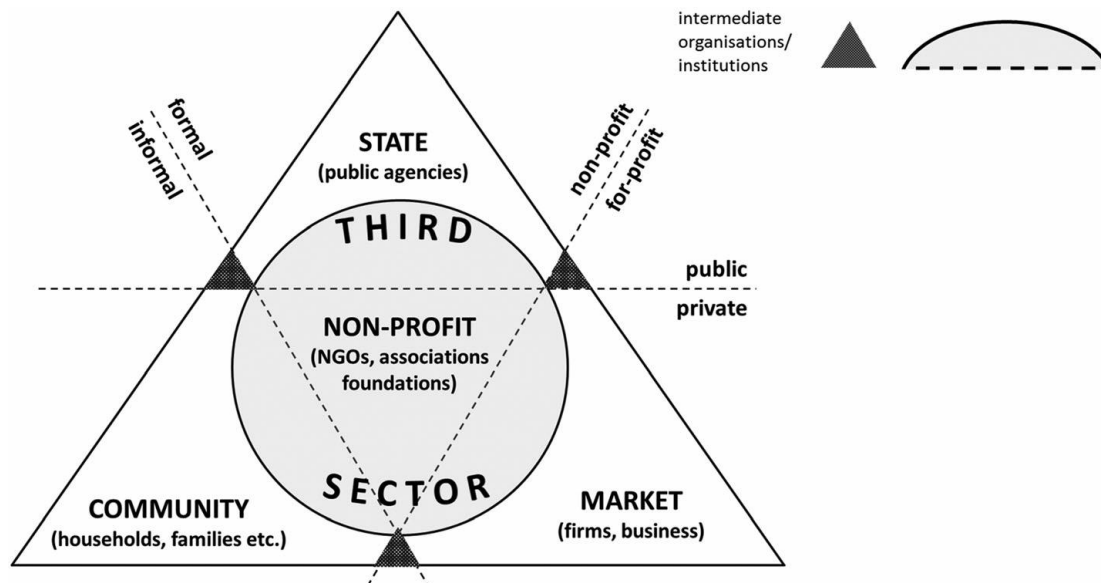 intermediate
organisations/
institutions
formal
informal
non-profit
for-profit
STATE
(public agencies)
THIRD
public
private
NON-PROFIT
(NGOs, associations
foundations)
SECTOR
COMMUNITY
(households, families etc.)
MARKET
(firms, business)